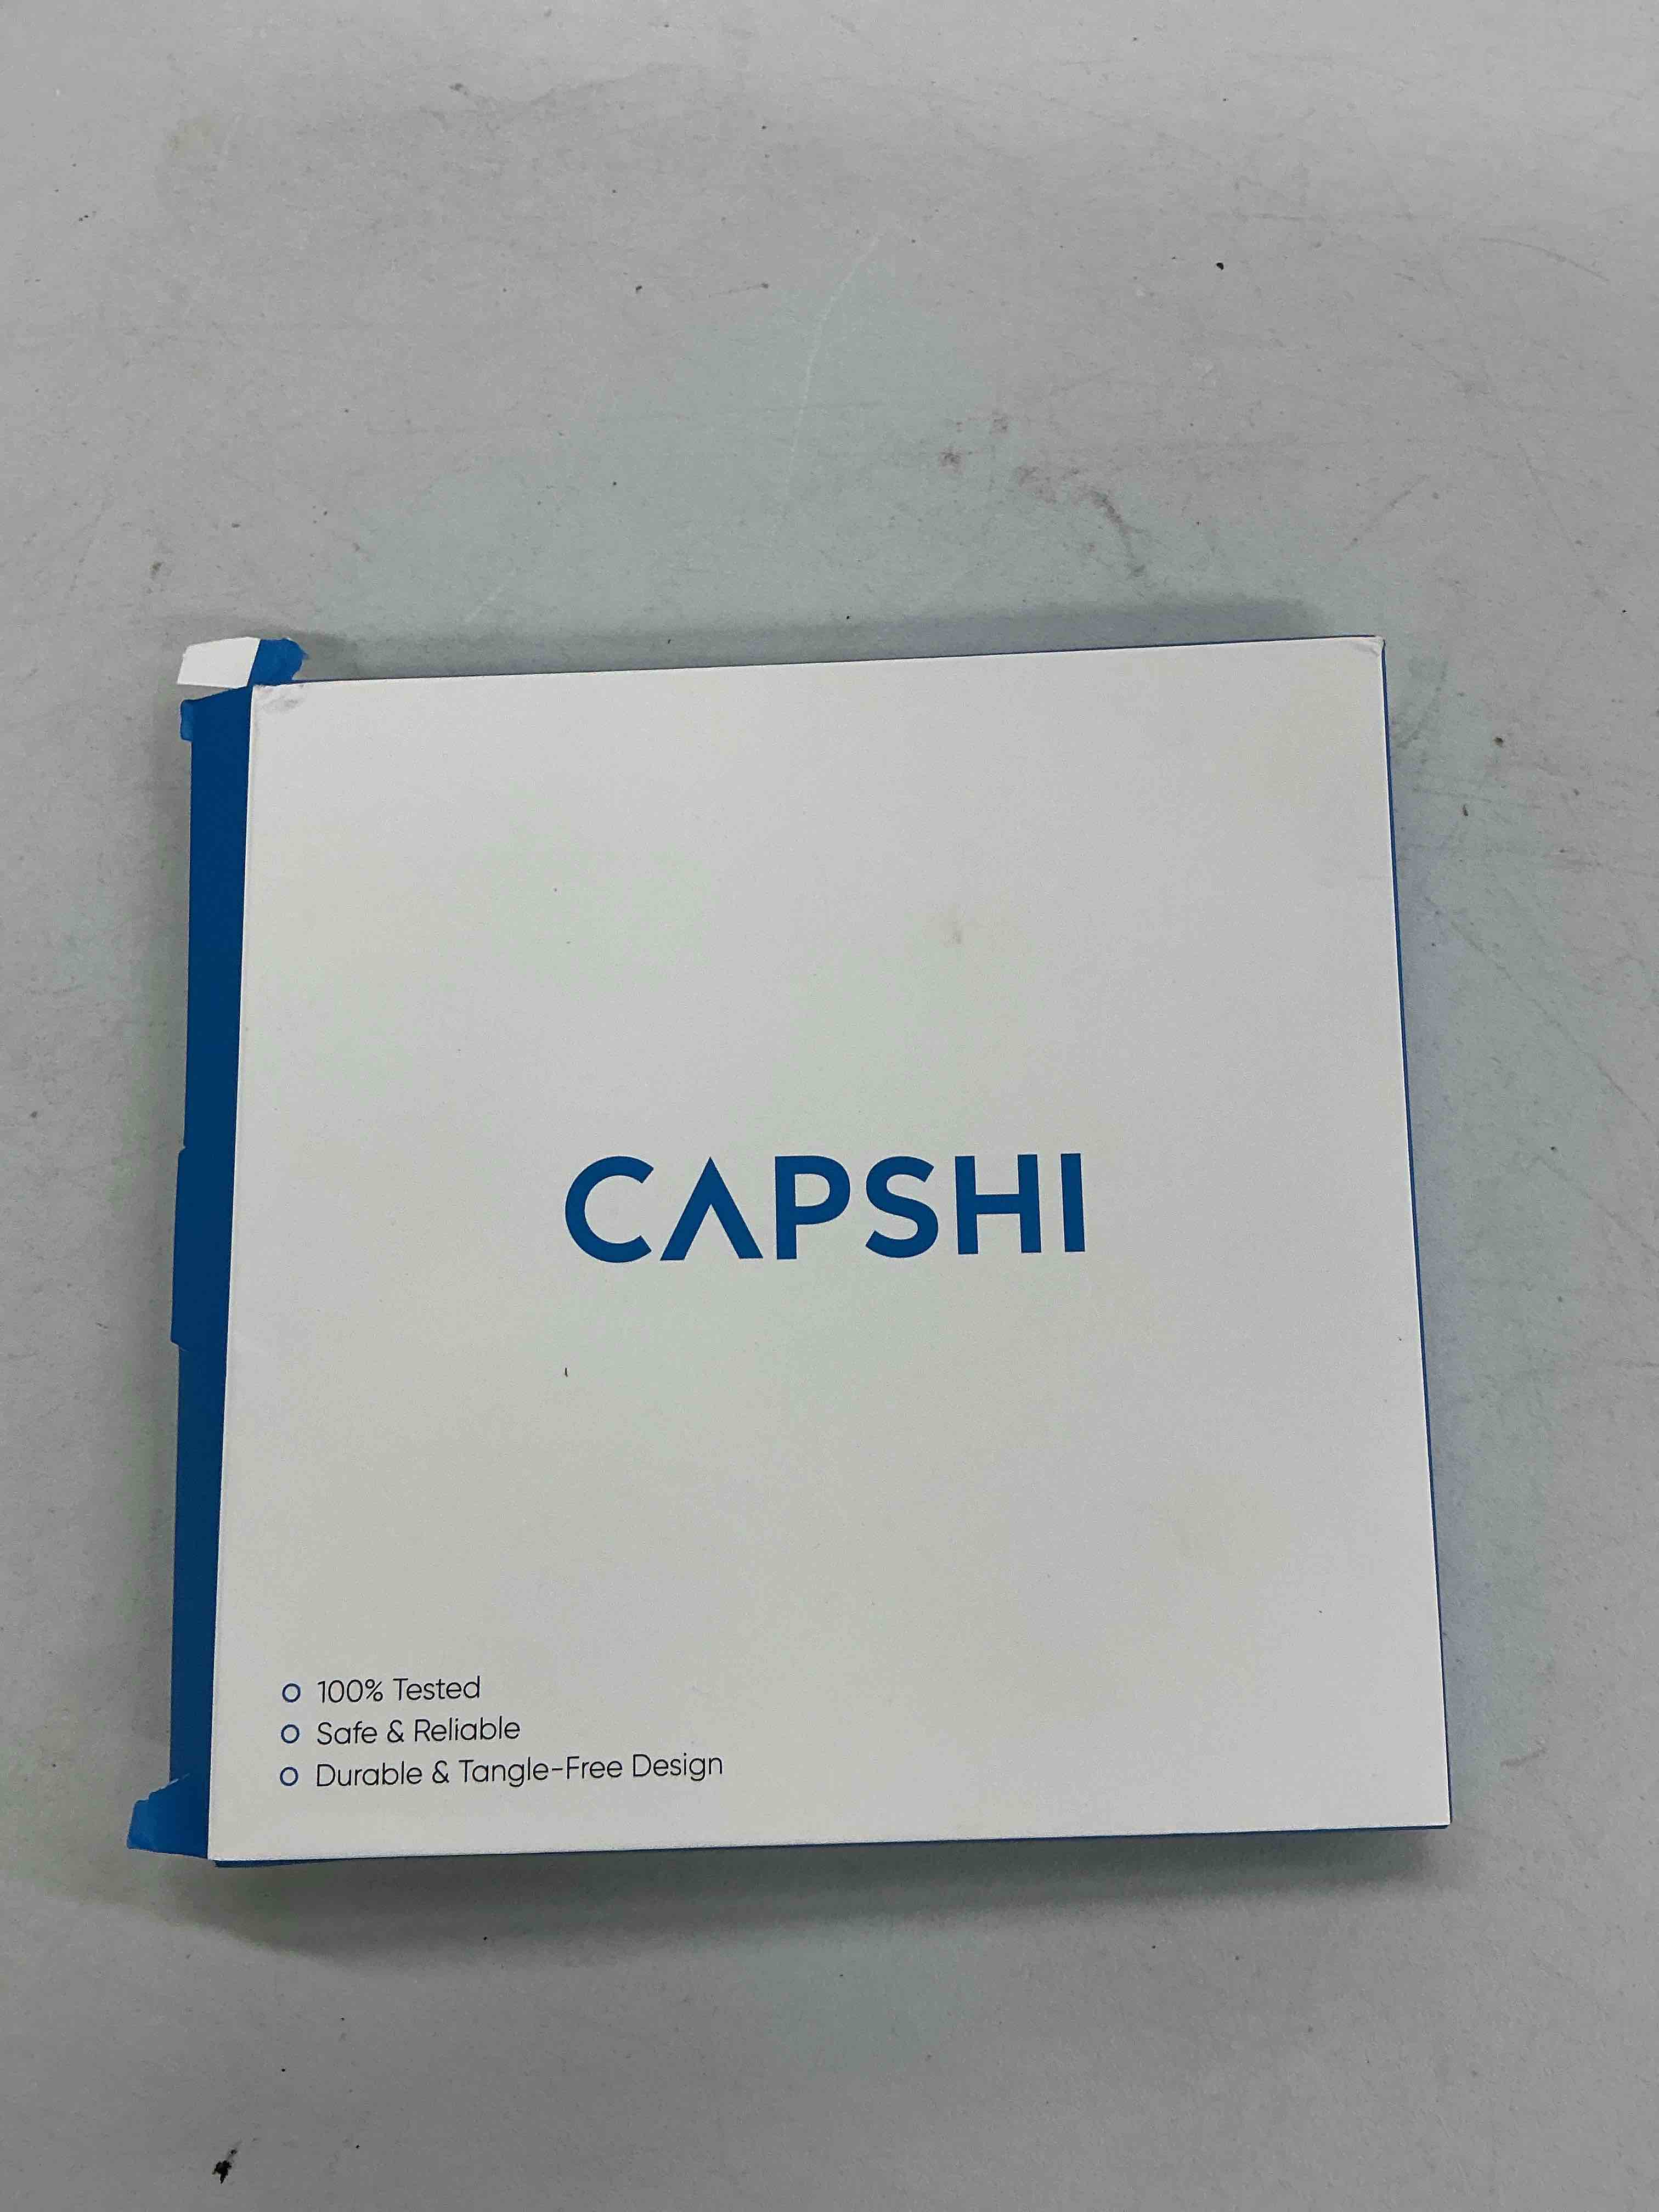 CAPSHI
100% Tested
Safe & Reliable
Durable & Tangle-Free Design